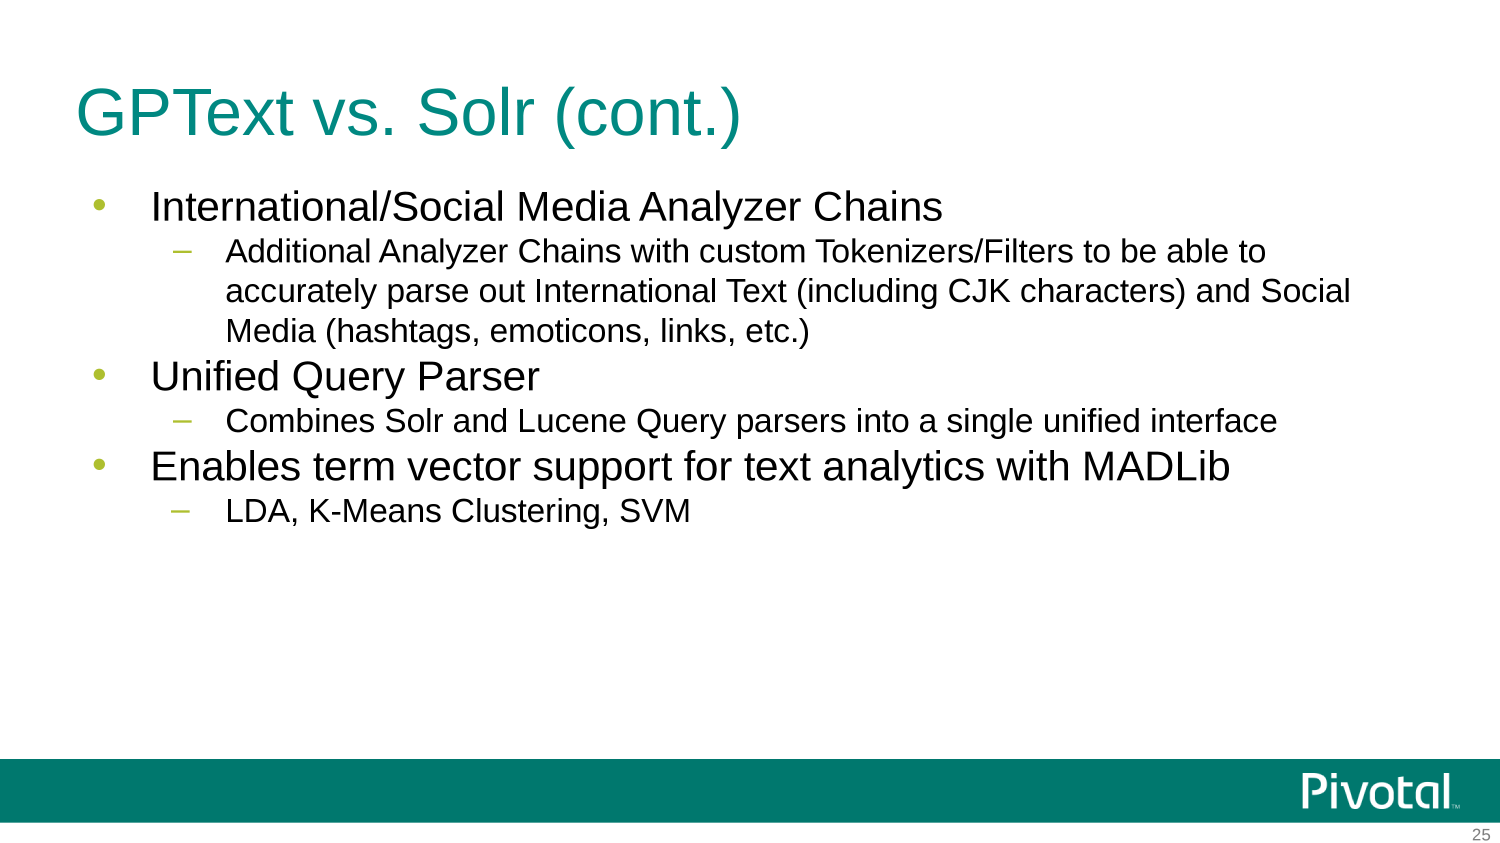 GPText vs. Solr (cont.)
• International/Social Media Analyzer Chains
– Additional Analyzer Chains with custom Tokenizers/Filters to be able to
accurately parse out International Text (including CJK characters) and Social
Media (hashtags, emoticons, links, etc.)
• Unified Query Parser
– Combines Solr and Lucene Query parsers into a single unified interface
• Enables term vector support for text analytics with MADLib
– LDA, K-Means Clustering, SVM
Pivotal™
25